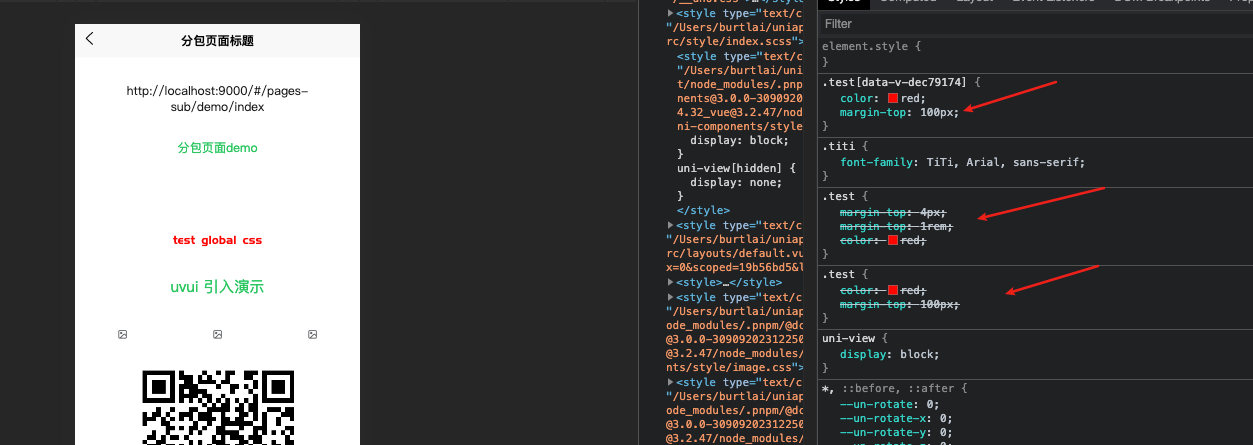 分包页面标题
http://localhost:9000/#/pages-
sub/demo/index
分包页面demo
test global css
uvui 引入演示
<style type="text/c
"/Users/burtlai/uniap
rc/style/index.scss">
<style type="text/c
"/Users/burtlai/uni
t/node_modules/.pnp
nents@3.0.0-3090920
4.32_vue@3.2.47/nod
ni-components/style
display: block;
}
uni-view[hidden] {
display: none;
}
</style>
<style type="text/c
"/Users/burtlai/uniap
rc/layouts/default.vu
x=0&scoped=19b56bd5&l
<style>…</style>
<style type="text/c
"/Users/burtlai/uniap
ode_modules/.pnpm/@dc
@3.0.0-30909202312250
@3.2.47/node_modules/
nts/style/image.css">
<style type="text/c
"/Users/burtlai/uniap
ode_modules/.pnpm/@dc
@3.0.0-30909202312250
@3.2.47/node_modules/
Filter
element.style {
}
.test[data-v-dec79174] {
color: red;
margin-top: 100px;
}
.titi {
font-family: TiTi, Arial, sans-serif;
}
.test {
margin-top: 4px;
margin-top: 1rem;
color: red;
}
.test {
color: red;
margin-top: 100px;
}
uni-view {
display: block;
}
*, ::before, ::after {
--un-rotate: 0;
--un-rotate-x: 0;
--un-rotate-y: 0;